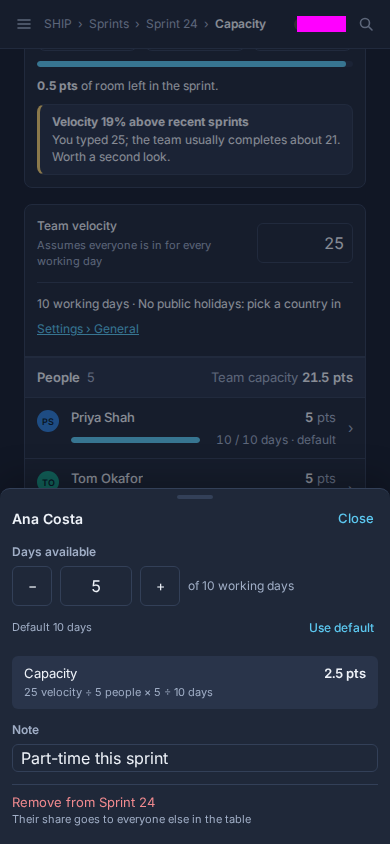 SHIP › Sprints › Sprint 24 › Capacity
0.5 pts of room left in the sprint.
Velocity 19% above recent sprints
You typed 25; the team usually completes about 21.
Worth a second look.
Team velocity
Assumes everyone is in for every
working day
25
10 working days · No public holidays: pick a country in
Settings › General
People 5
Team capacity 21.5 pts
PS
Priya Shah
5 pts
10 / 10 days · default
TO
Tom Okafor
5 pts
Ana Costa
Close
Days available
− 5 +
of 10 working days
Default 10 days
Use default
Capacity
2.5 pts
25 velocity ÷ 5 people × 5 ÷ 10 days
Note
Part-time this sprint
Remove from Sprint 24
Their share goes to everyone else in the table